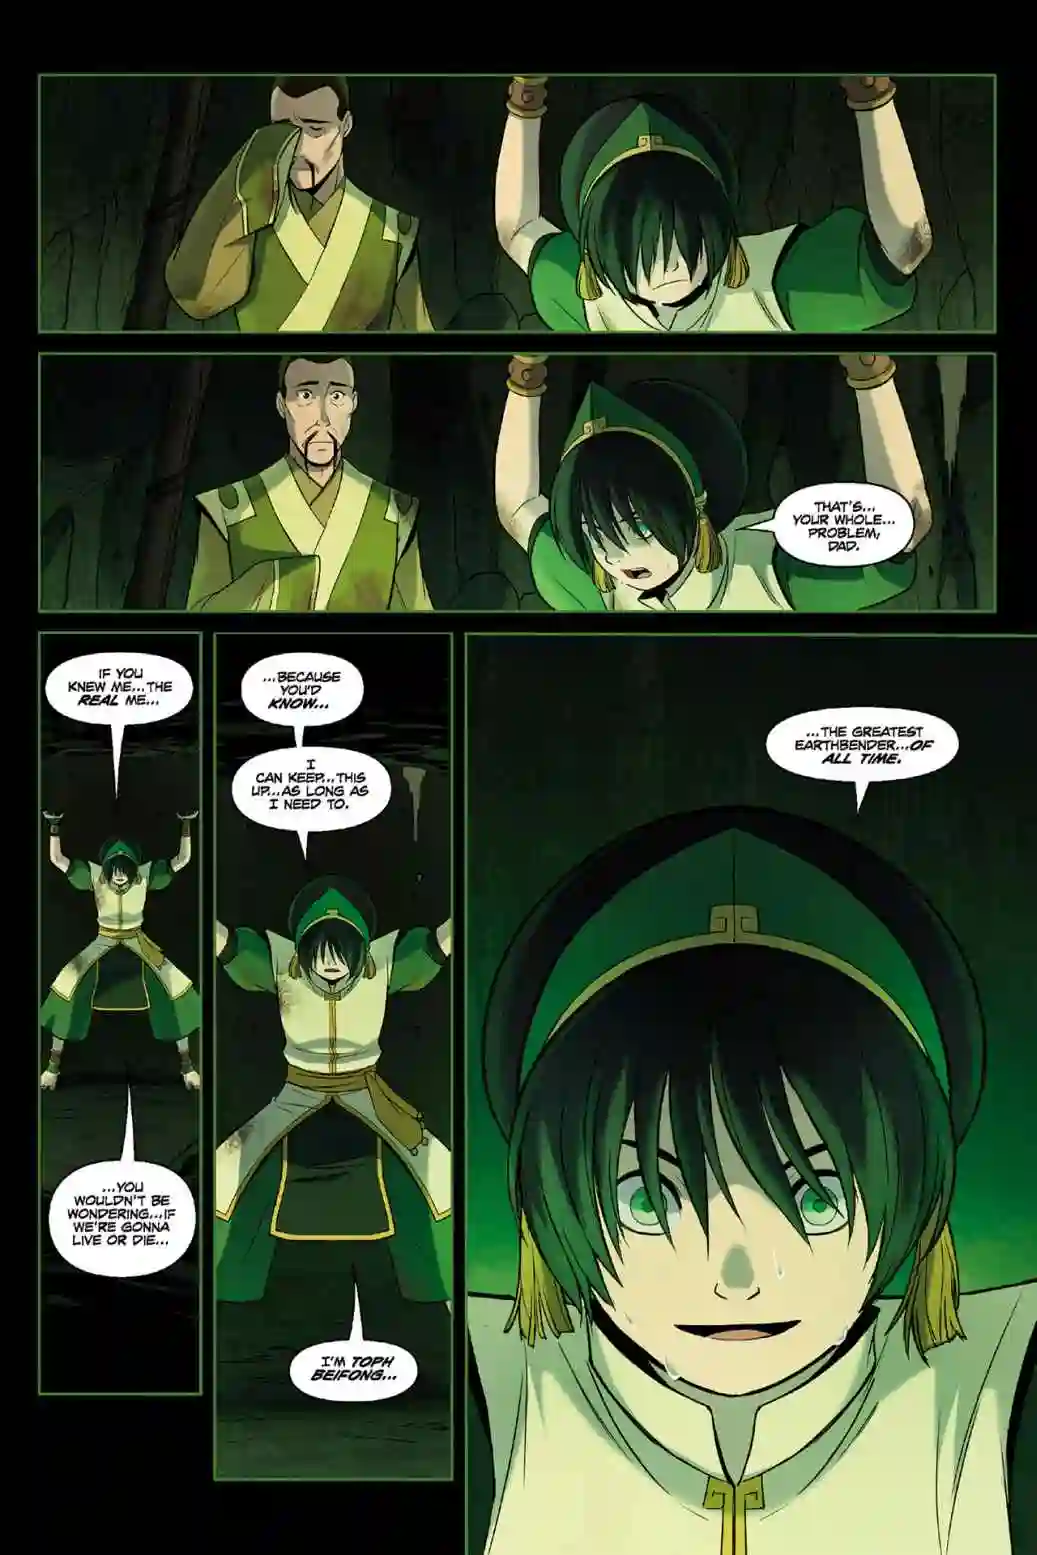 THAT'S...
YOUR WHOLE...
PROBLEM,
DAD.
IF YOU
KNEW ME...THE
REAL ME...
...YOU
WOULDN'T BE
WONDERING...IF
WE'RE GONNA
LIVE OR DIE...
...BECAUSE
YOU'D
KNOW...
I
CAN KEEP...THIS
UP...AS LONG AS
I NEED TO.
I'M TOPH
BEIFONG...
...THE GREATEST
EARTHBENDER...OF
ALL TIME.